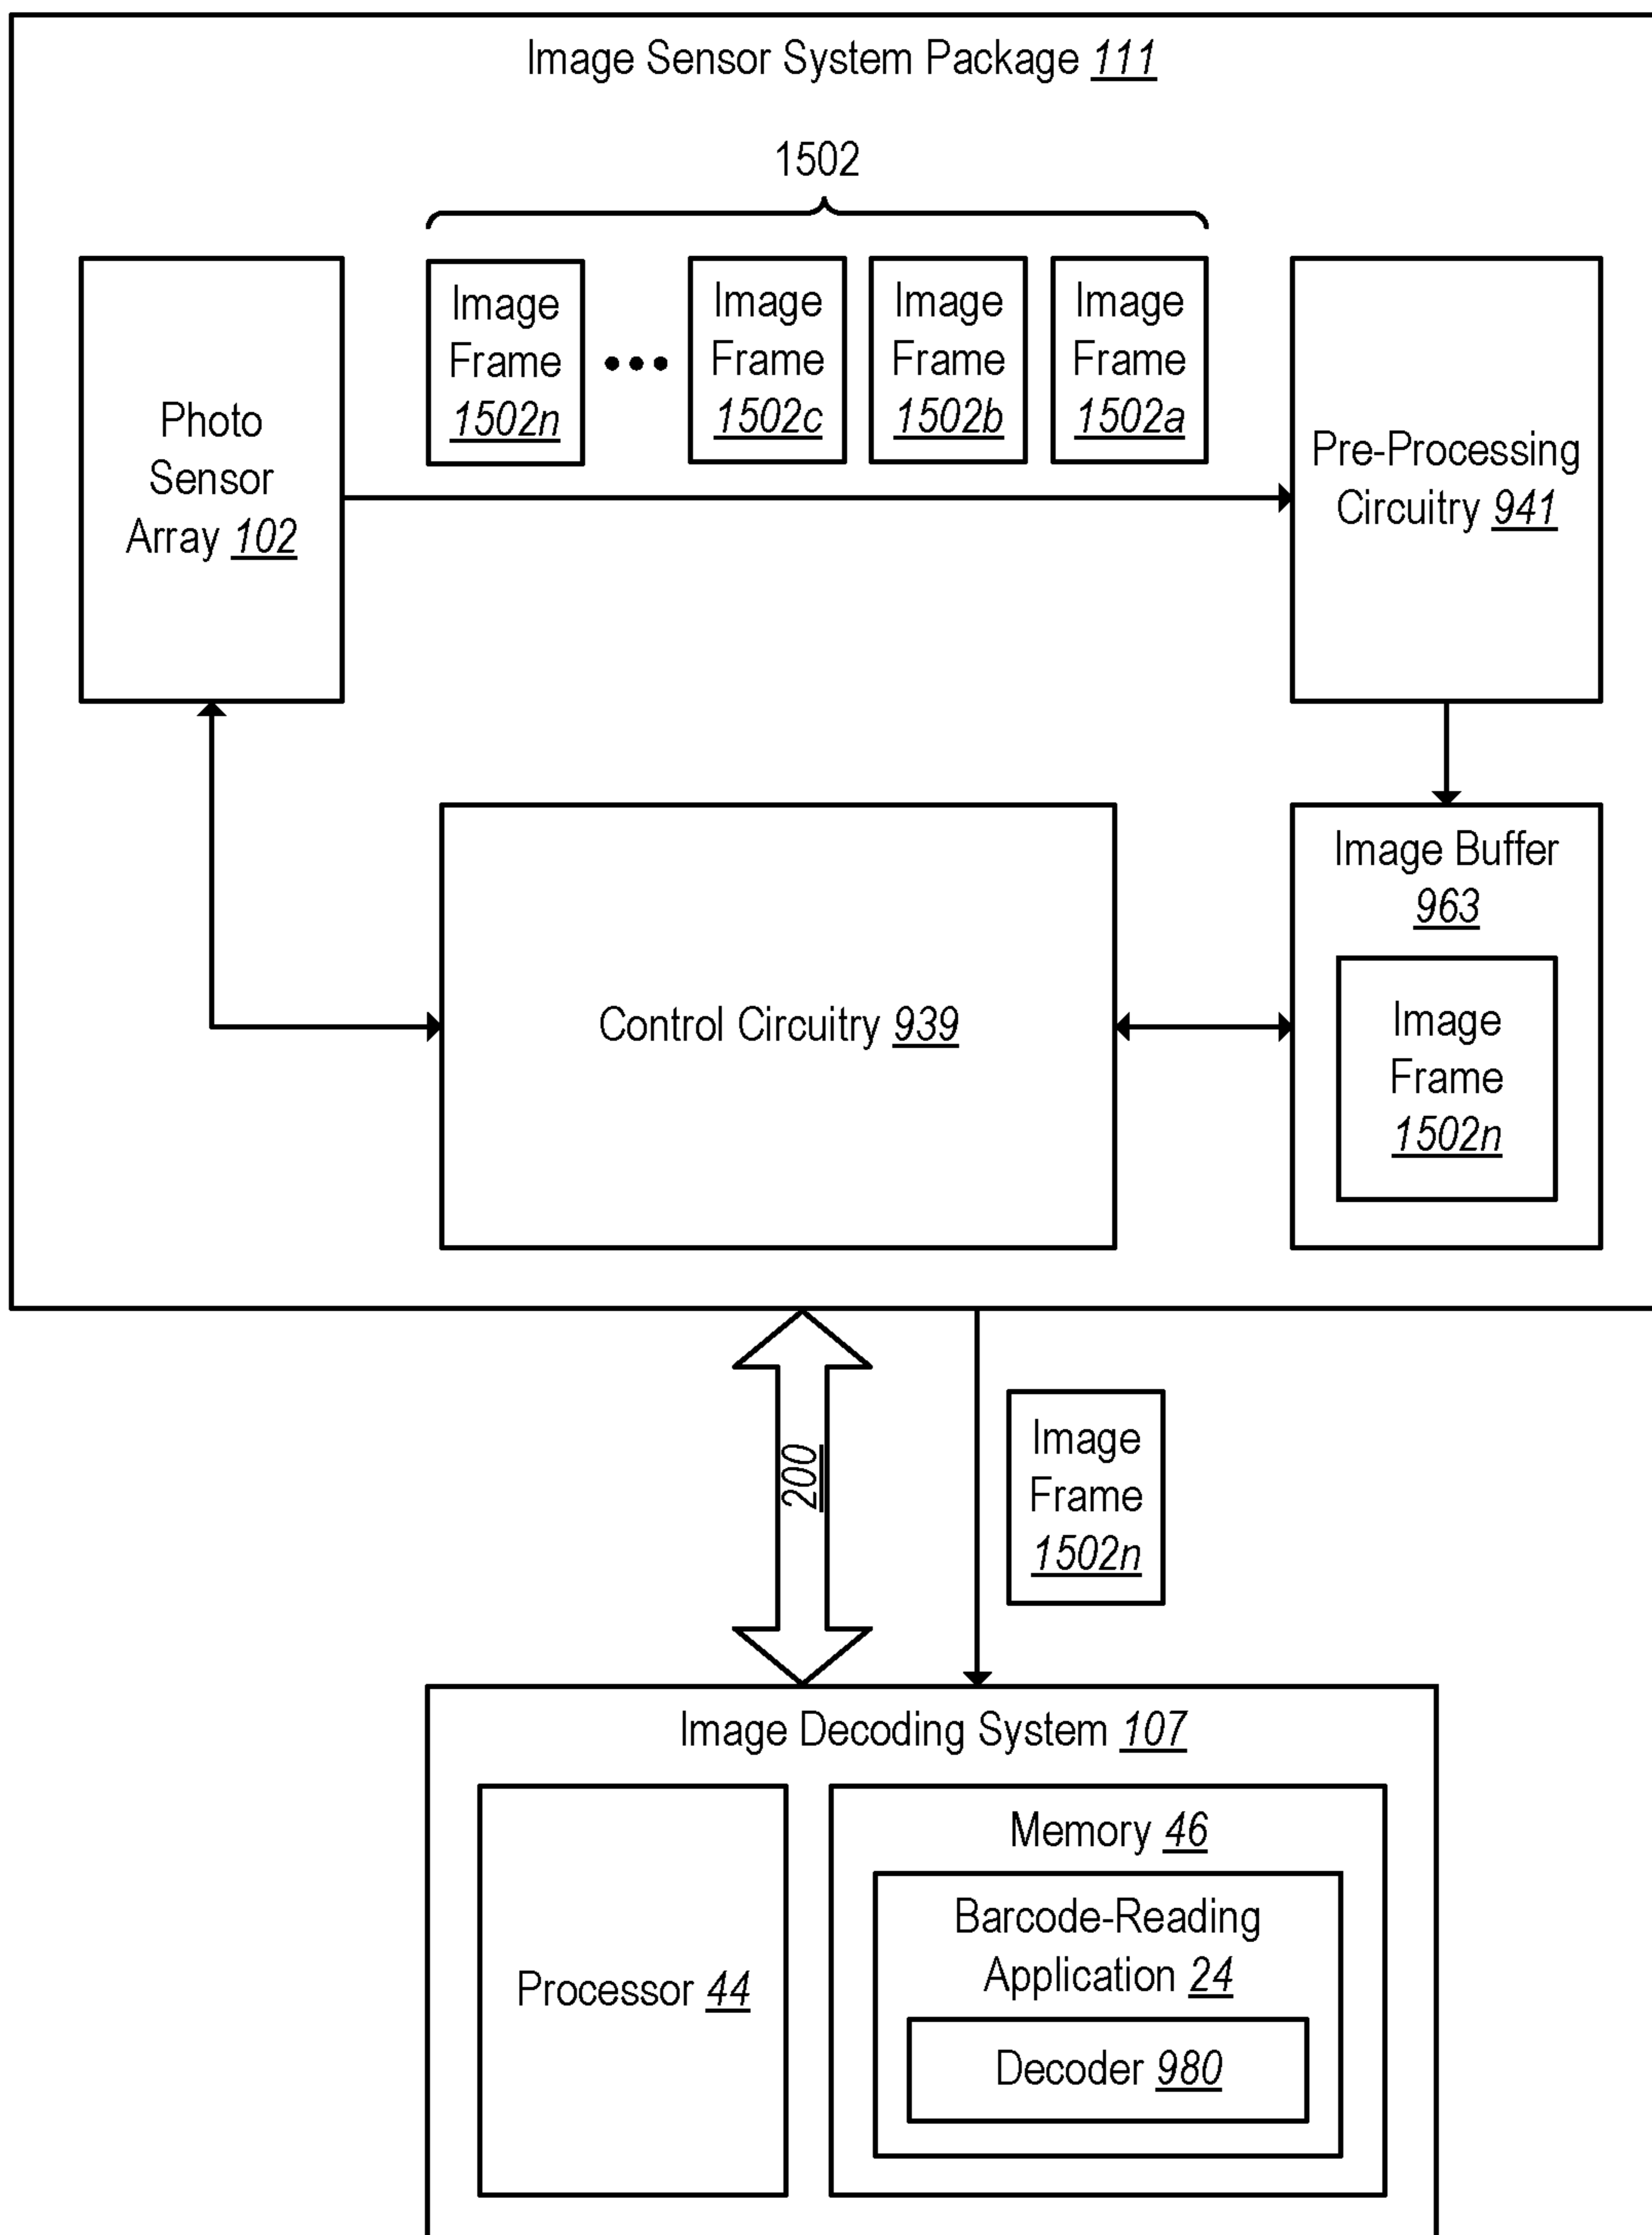 Image Sensor System Package 111
1502
Image
Frame
1502n
Image
Frame
1502c
Image
Frame
1502b
Image
Frame
1502a
Photo
Sensor
Array 102
Pre-Processing
Circuitry 941
Control Circuitry 939
Image Buffer
963
Image
Frame
1502n
200
Image
Frame
1502n
Image Decoding System 107
Processor 44
Memory 46
Barcode-Reading
Application 24
Decoder 980